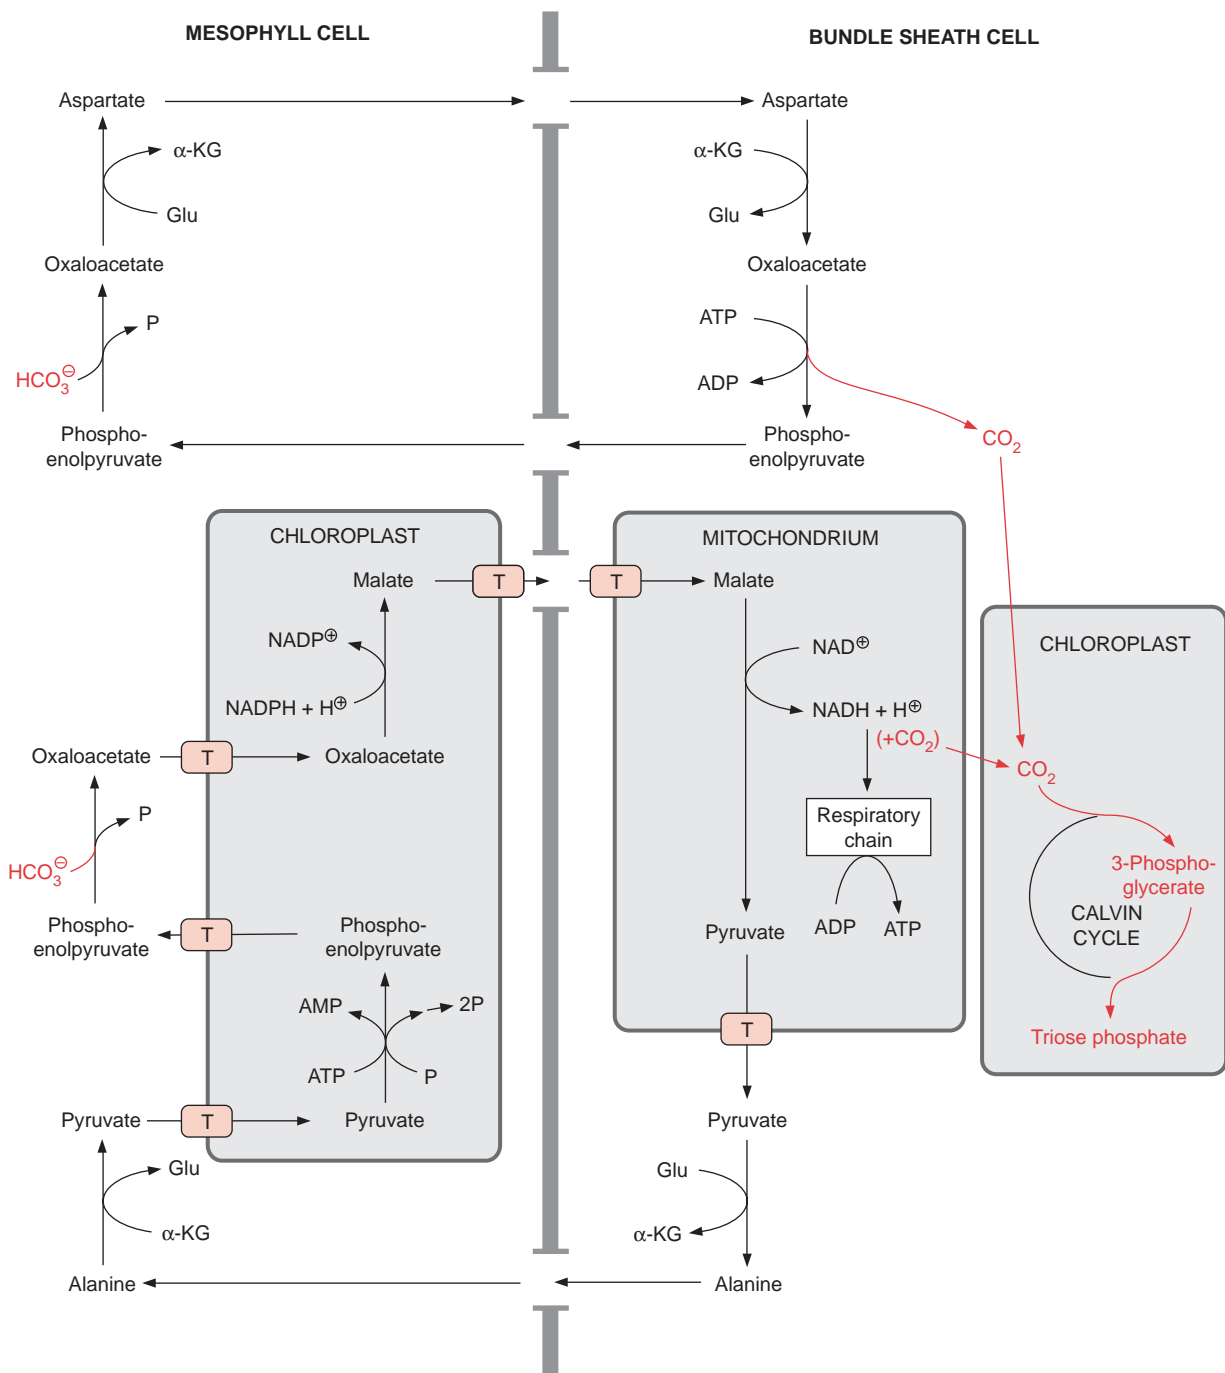 MESOPHYLL CELL
BUNDLE SHEATH CELL
Aspartate
Aspartate
α-KG
α-KG
Glu
Glu
Oxaloacetate
Oxaloacetate
P
ATP
HCO3⊖
ADP
Phospho-
enolpyruvate
Phospho-
enolpyruvate
CO2
CHLOROPLAST
MITOCHONDRIUM
Malate
T
T
Malate
NADP⊕
NAD⊕
CHLOROPLAST
NADPH + H⊕
NADH + H⊕
(+CO2)
Oxaloacetate
T
Oxaloacetate
CO2
P
Respiratory
chain
HCO3⊖
3-Phospho-
glycerate
Phospho-
enolpyruvate
T
Phospho-
enolpyruvate
Pyruvate
ADP
ATP
CALVIN
CYCLE
AMP
2P
T
Triose phosphate
ATP
P
Pyruvate
T
Pyruvate
Pyruvate
Glu
Glu
α-KG
α-KG
Alanine
Alanine